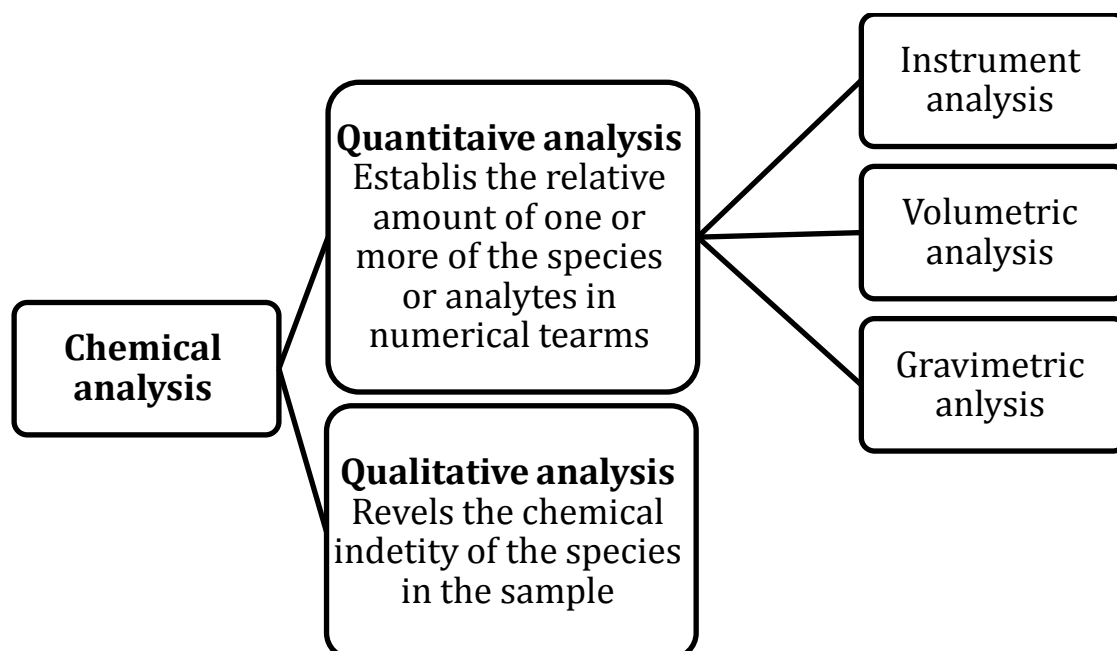 Chemical
analysis
Quantitaive analysis
Establis the relative
amount of one or
more of the species
or analytes in
numerical tearms
Qualitative analysis
Revels the chemical
indetity of the species
in the sample
Instrument
analysis
Volumetric
analysis
Gravimetric
anlysis